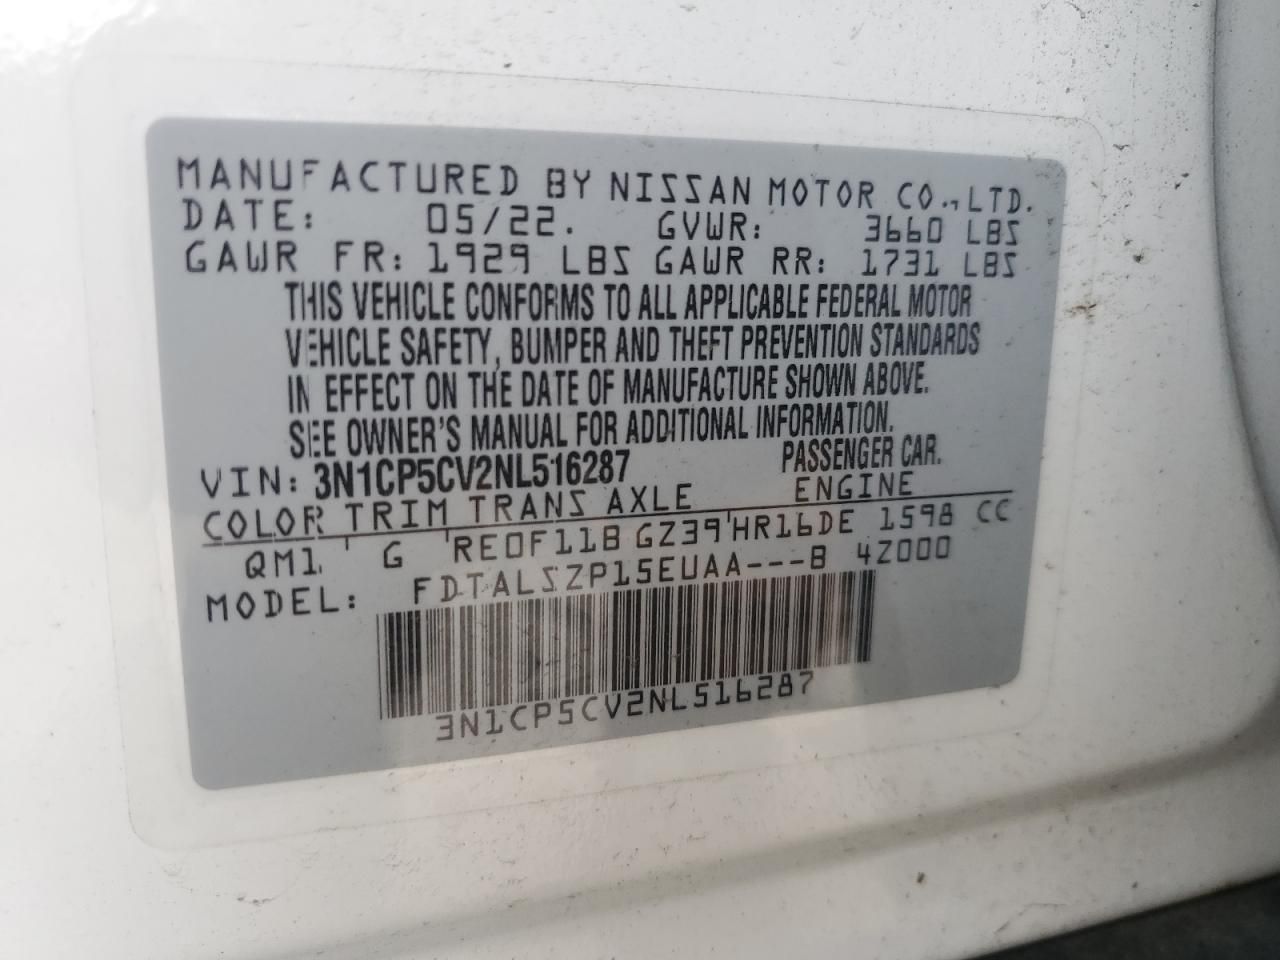 MANUFACTURED BY NISSAN MOTOR CO., LTD.
DATE: 05/22. GVWR: 3660 LBS
GAWR FR: 1929 LBS GAWR RR: 1731 LBS
THIS VEHICLE CONFORMS TO ALL APPLICABLE FEDERAL MOTOR
VEHICLE SAFETY, BUMPER AND THEFT PREVENTION STANDARDS
IN EFFECT ON THE DATE OF MANUFACTURE SHOWN ABOVE.
SEE OWNER'S MANUAL FOR ADDITIONAL INFORMATION.
VIN: 3N1CP5CV2NL516287 PASSENGER CAR.
COLOR TRIM TRANS AXLE ENGINE
QM1 G RE0F11B GZ39 HR16DE 1598 CC
MODEL: FDTALSZP15EUAA---B 4Z000
3N1CP5CV2NL516287